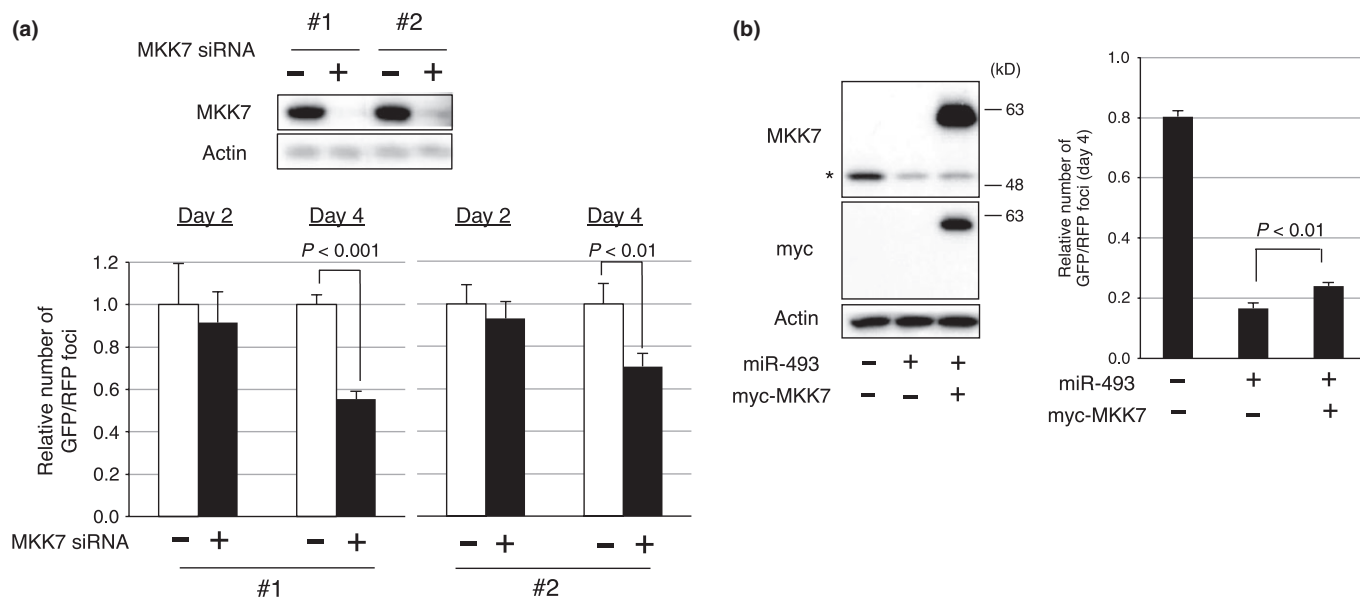 (a)
#1 #2
MKK7 siRNA
− + − +
MKK7
Actin
Day 2 Day 4 Day 2 Day 4
P < 0.001 P < 0.01
1.2
1.0
0.8
0.6
0.4
0.2
0.0
Relative number of
GFP/RFP foci
MKK7 siRNA − + − + − + − +
#1 #2
(b)
(kD)
MKK7
63
*
48
63
myc
Actin
miR-493 − + +
myc-MKK7 − − +
1.0
0.8
0.6
0.4
0.2
0.0
Relative number of
GFP/RFP foci (day 4)
P < 0.01
miR-493 − + +
myc-MKK7 − − +